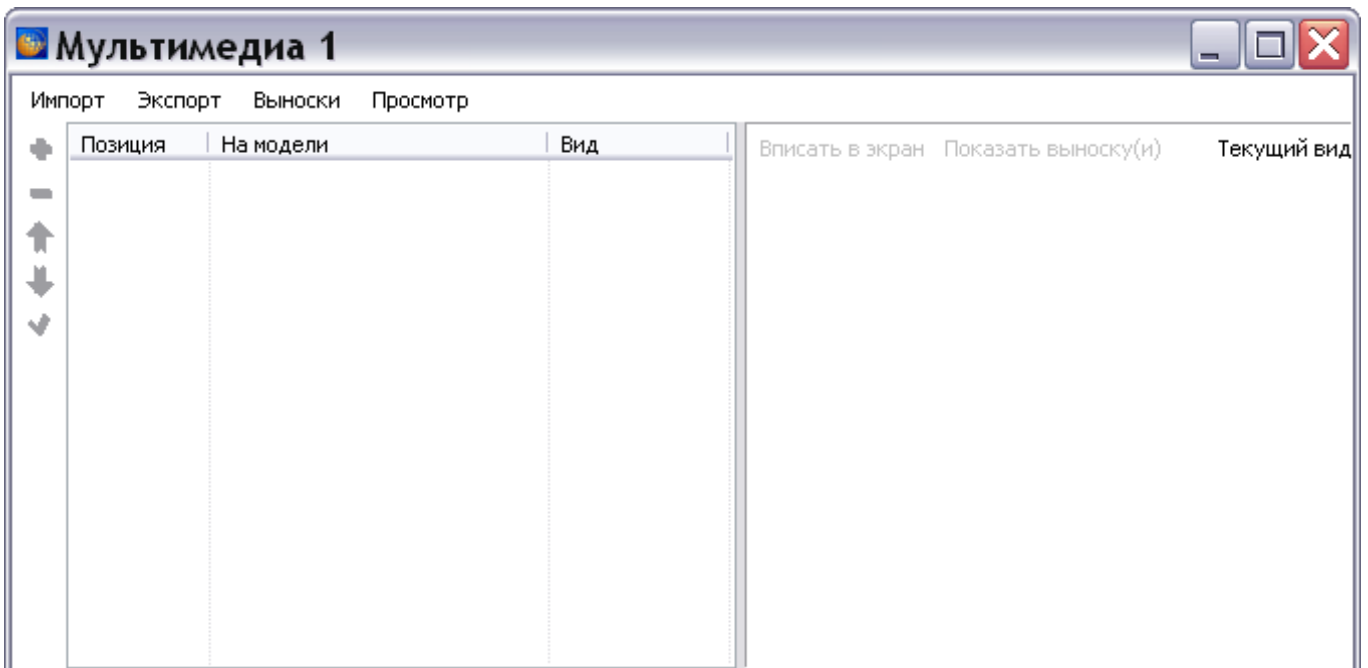 Мультимедиа 1
Импорт Экспорт Выноски Просмотр
Позиция На модели Вид Вписать в экран Показать выноску(и) Текущий вид